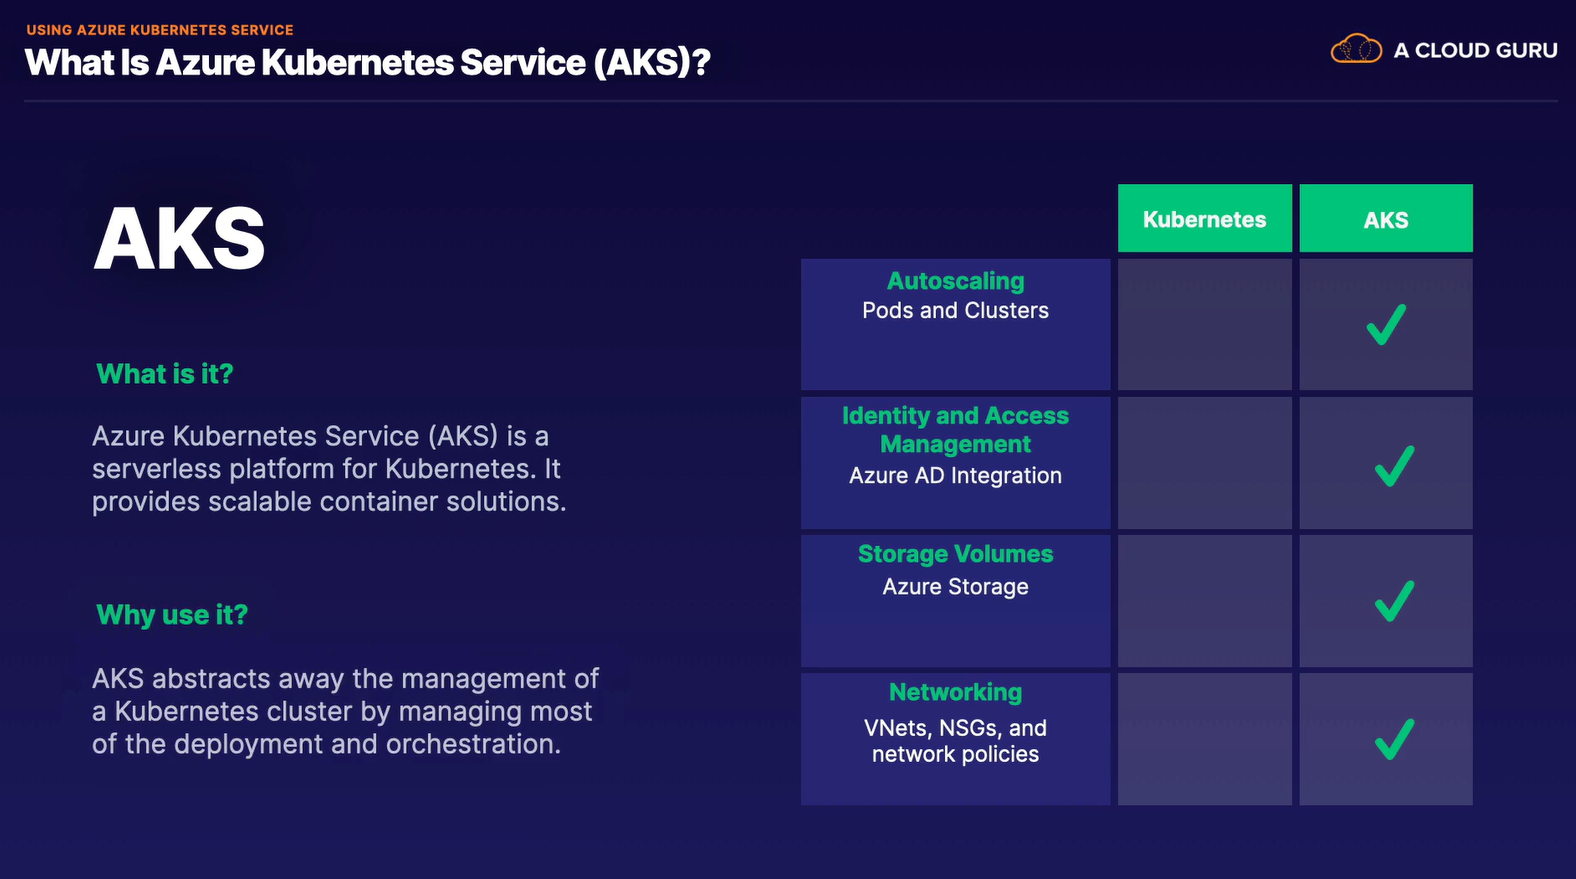 USING AZURE KUBERNETES SERVICE
What Is Azure Kubernetes Service (AKS)?
A CLOUD GURU
AKS
What is it?
Azure Kubernetes Service (AKS) is a
serverless platform for Kubernetes. It
provides scalable container solutions.
Why use it?
AKS abstracts away the management of
a Kubernetes cluster by managing most
of the deployment and orchestration.
Kubernetes
AKS
Autoscaling
Pods and Clusters
Identity and Access
Management
Azure AD Integration
Storage Volumes
Azure Storage
Networking
VNets, NSGs, and
network policies